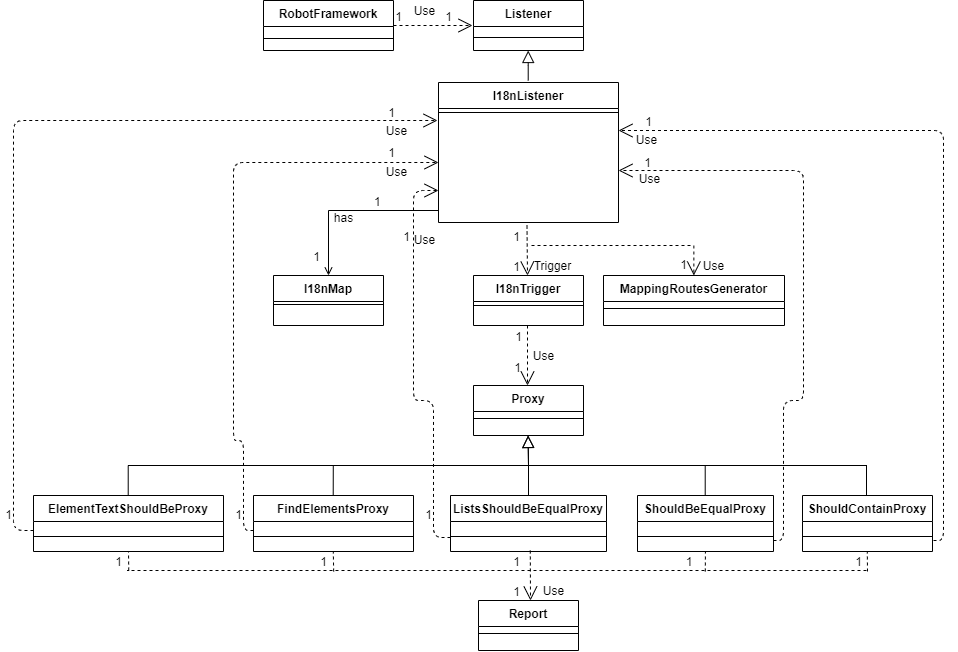 RobotFramework
1
Use
1
Listener
I18nListener
1
Use
1
Use
1
Use
1
Use
1
has
1
Use
1
1
1
Trigger
1
Use
I18nMap
I18nTrigger
MappingRoutesGenerator
1
Use
1
Proxy
ElementTextShouldBeProxy
FindElementsProxy
ListsShouldBeEqualProxy
ShouldBeEqualProxy
ShouldContainProxy
1
1
1
1
1
1
1
1
1
Use
Report